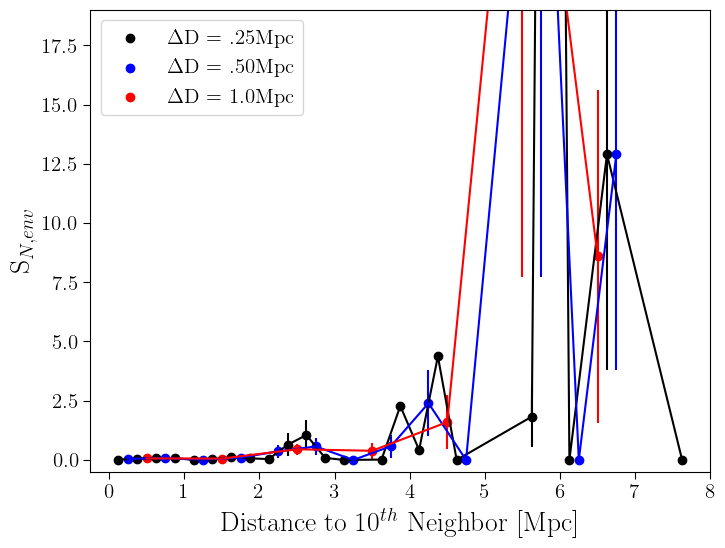 17.5
15.0
12.5
10.0
7.5
5.0
2.5
0.0
S_{N,env}
ΔD = .25Mpc
ΔD = .50Mpc
ΔD = 1.0Mpc
0 1 2 3 4 5 6 7 8
Distance to 10^{th} Neighbor [Mpc]